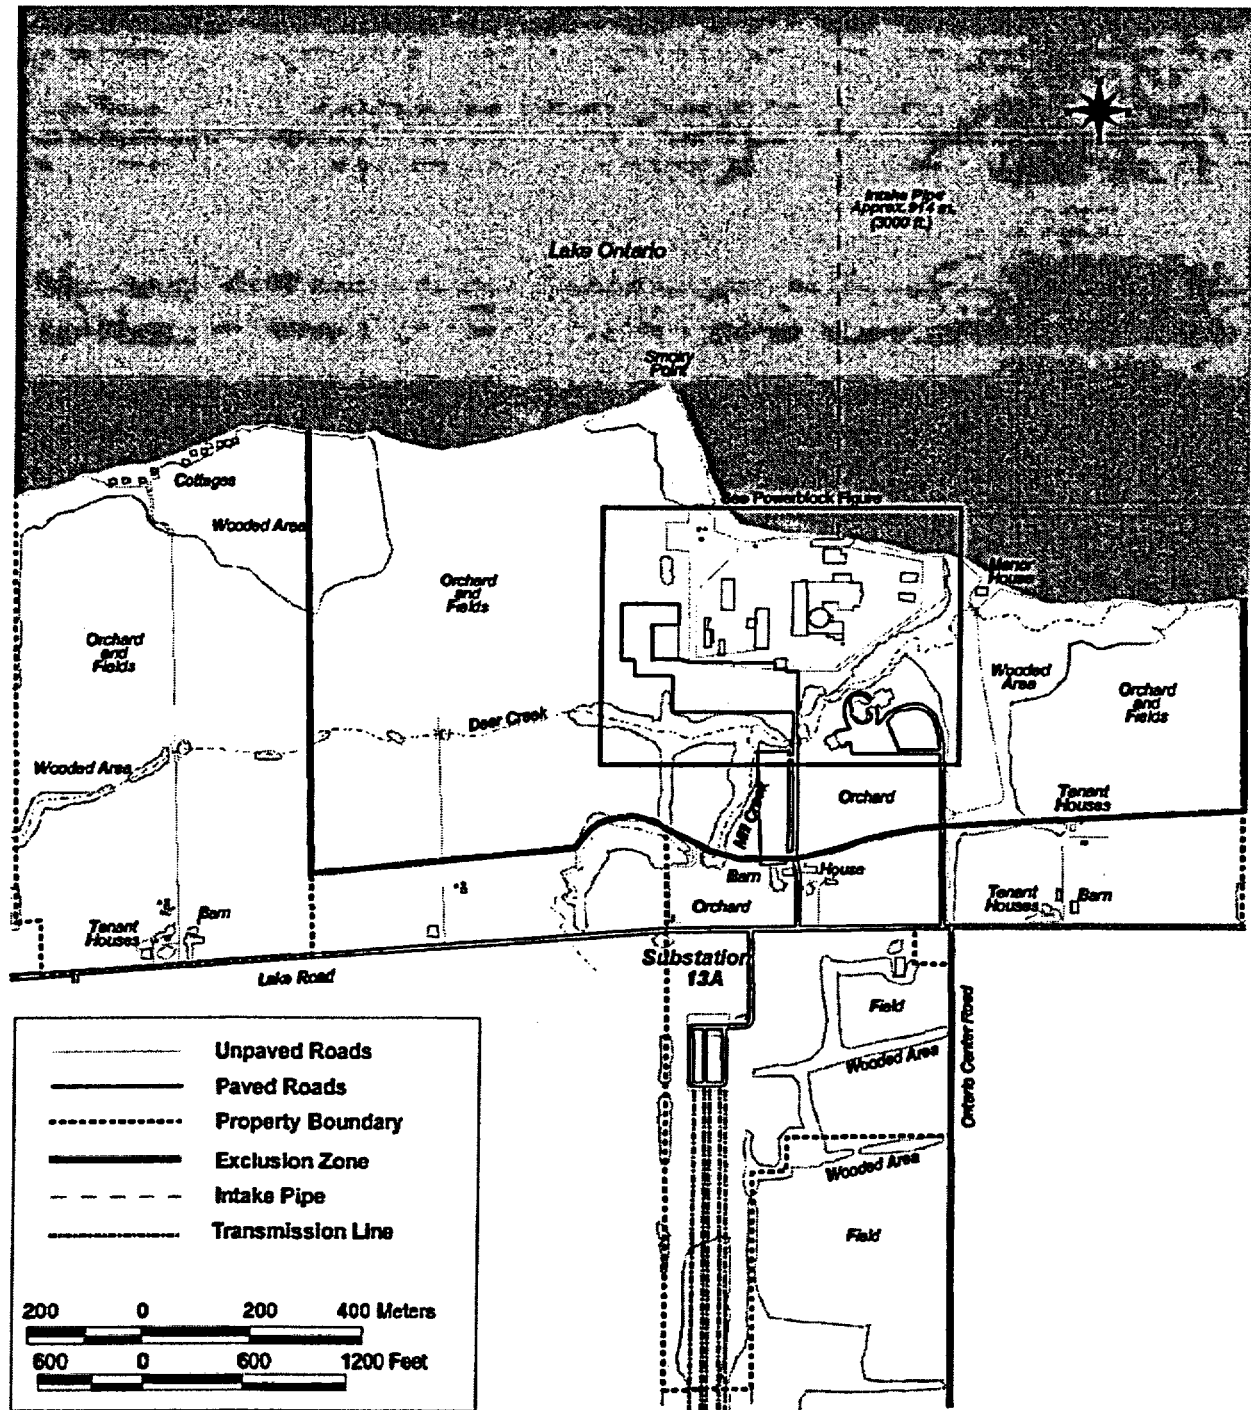 Intake Pipe
Approx. 914 m.
(3000 ft.)
Lake Ontario
Smoky
Point
See Powerblock Figure
Cottages
Wooded Area
Manor
House
Orchard
and
Fields
Orchard
and
Fields
Wooded
Area
Orchard
and
Fields
Deer Creek
Wooded Area
Mill Creek
Orchard
Tenant
Houses
Barn
House
Orchard
Tenant
Houses
Barn
Tenant
Houses
Barn
Lake Road
Substation
13A
Field
Wooded Area
Ontario Center Road
Wooded Area
Field
Unpaved Roads
Paved Roads
Property Boundary
Exclusion Zone
Intake Pipe
Transmission Line
200 0 200 400 Meters
600 0 600 1200 Feet